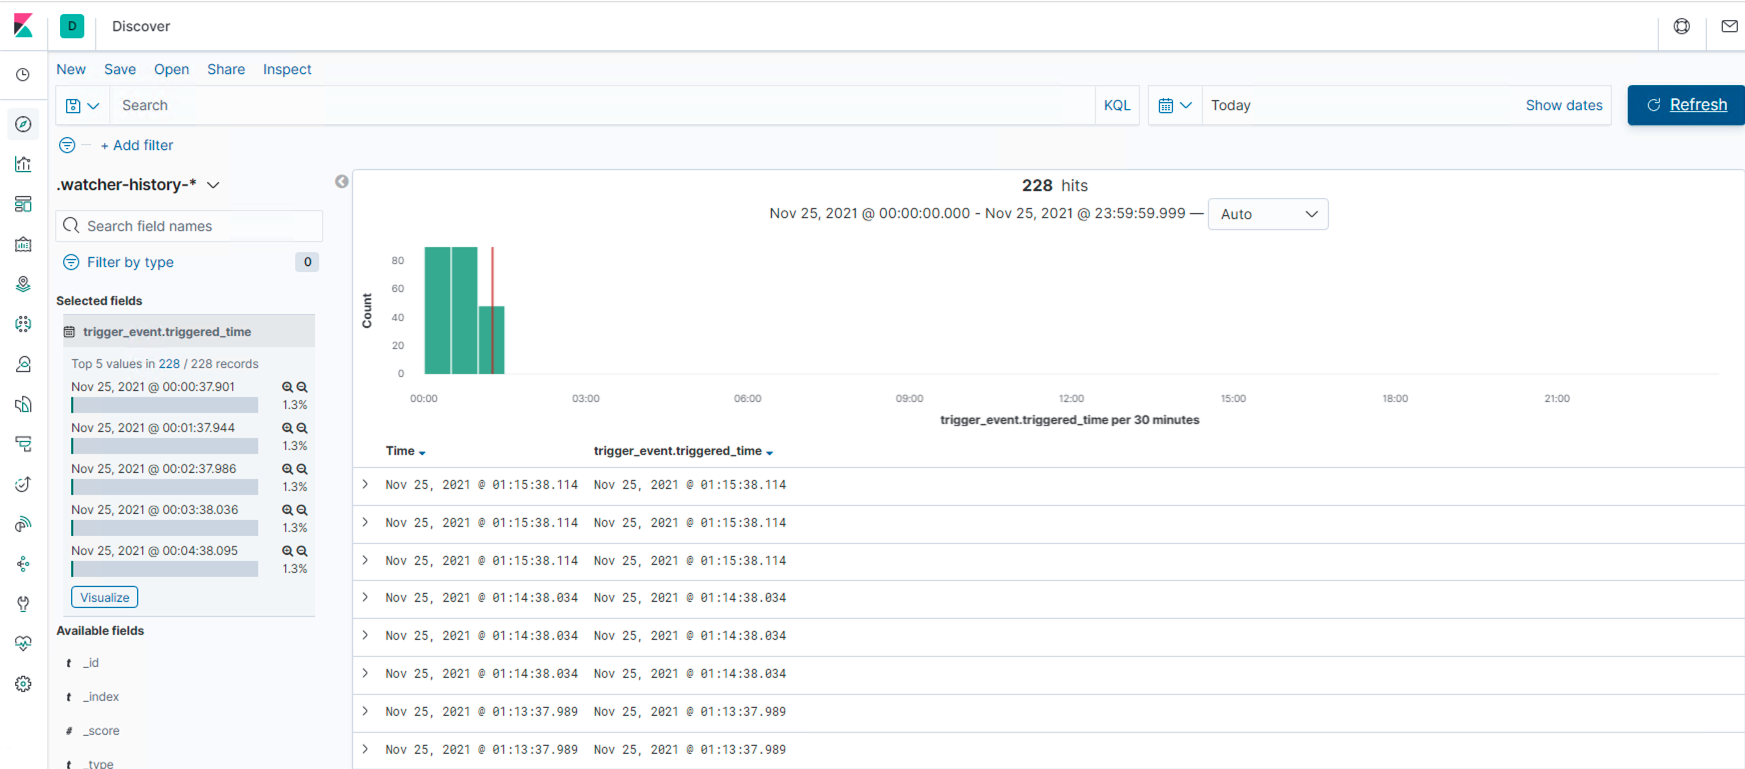 D Discover
New Save Open Share Inspect
Search KQL Today Show dates Refresh
+ Add filter
.watcher-history-*
Search field names
Filter by type 0
Selected fields
trigger_event.triggered_time
Top 5 values in 228 / 228 records
Nov 25, 2021 @ 00:00:37.901
1.3%
Nov 25, 2021 @ 00:01:37.944
1.3%
Nov 25, 2021 @ 00:02:37.986
1.3%
Nov 25, 2021 @ 00:03:38.036
1.3%
Nov 25, 2021 @ 00:04:38.095
1.3%
Visualize
Available fields
t _id
t _index
# _score
t _type
228 hits
Nov 25, 2021 @ 00:00:00.000 - Nov 25, 2021 @ 23:59:59.999 — Auto
Count
80
60
40
20
0
00:00 03:00 06:00 09:00 12:00 15:00 18:00 21:00
trigger_event.triggered_time per 30 minutes
Time trigger_event.triggered_time
Nov 25, 2021 @ 01:15:38.114 Nov 25, 2021 @ 01:15:38.114
Nov 25, 2021 @ 01:15:38.114 Nov 25, 2021 @ 01:15:38.114
Nov 25, 2021 @ 01:15:38.114 Nov 25, 2021 @ 01:15:38.114
Nov 25, 2021 @ 01:14:38.034 Nov 25, 2021 @ 01:14:38.034
Nov 25, 2021 @ 01:14:38.034 Nov 25, 2021 @ 01:14:38.034
Nov 25, 2021 @ 01:14:38.034 Nov 25, 2021 @ 01:14:38.034
Nov 25, 2021 @ 01:13:37.989 Nov 25, 2021 @ 01:13:37.989
Nov 25, 2021 @ 01:13:37.989 Nov 25, 2021 @ 01:13:37.989